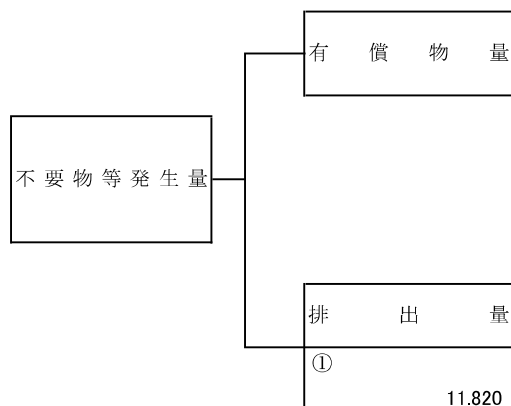 有償物量
不要物等発生量
排出量
①
11.820